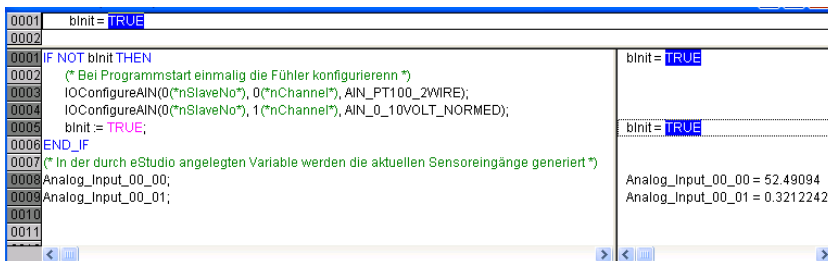 0001 bInit = TRUE
0002
0001 IF NOT bInit THEN bInit = TRUE
0002 (* Bei Programmstart einmalig die Fühler konfigurierenn *)
0003 IOConfigureAIN(0(*nSlaveNo*), 0(*nChannel*), AIN_PT100_2WIRE);
0004 IOConfigureAIN(0(*nSlaveNo*), 1(*nChannel*), AIN_0_10VOLT_NORMED);
0005 bInit := TRUE; bInit = TRUE
0006 END_IF
0007 (* In der durch eStudio angelegten Variable werden die aktuellen Sensoreingänge generiert *)
0008 Analog_Input_00_00; Analog_Input_00_00 = 52.49094
0009 Analog_Input_00_01; Analog_Input_00_01 = 0.3212242
0010
0011